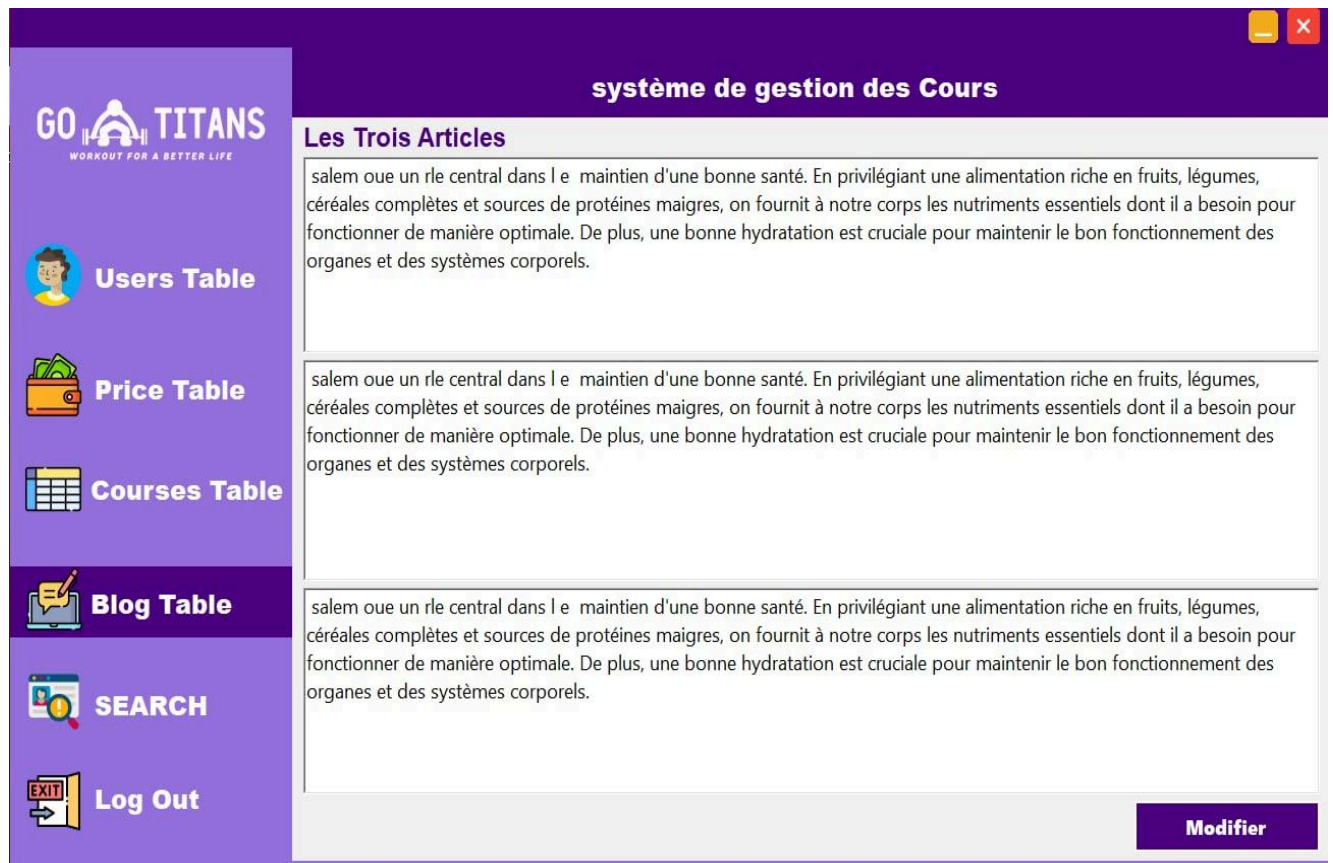 système de gestion des Cours
GO TITANS
WORKOUT FOR A BETTER LIFE
Users Table
Price Table
Courses Table
Blog Table
SEARCH
EXIT
Log Out
Les Trois Articles
salem oue un rle central dans l e  maintien d'une bonne santé. En privilégiant une alimentation riche en fruits, légumes,
céréales complètes et sources de protéines maigres, on fournit à notre corps les nutriments essentiels dont il a besoin pour
fonctionner de manière optimale. De plus, une bonne hydratation est cruciale pour maintenir le bon fonctionnement des
organes et des systèmes corporels.
salem oue un rle central dans l e  maintien d'une bonne santé. En privilégiant une alimentation riche en fruits, légumes,
céréales complètes et sources de protéines maigres, on fournit à notre corps les nutriments essentiels dont il a besoin pour
fonctionner de manière optimale. De plus, une bonne hydratation est cruciale pour maintenir le bon fonctionnement des
organes et des systèmes corporels.
salem oue un rle central dans l e  maintien d'une bonne santé. En privilégiant une alimentation riche en fruits, légumes,
céréales complètes et sources de protéines maigres, on fournit à notre corps les nutriments essentiels dont il a besoin pour
fonctionner de manière optimale. De plus, une bonne hydratation est cruciale pour maintenir le bon fonctionnement des
organes et des systèmes corporels.
Modifier